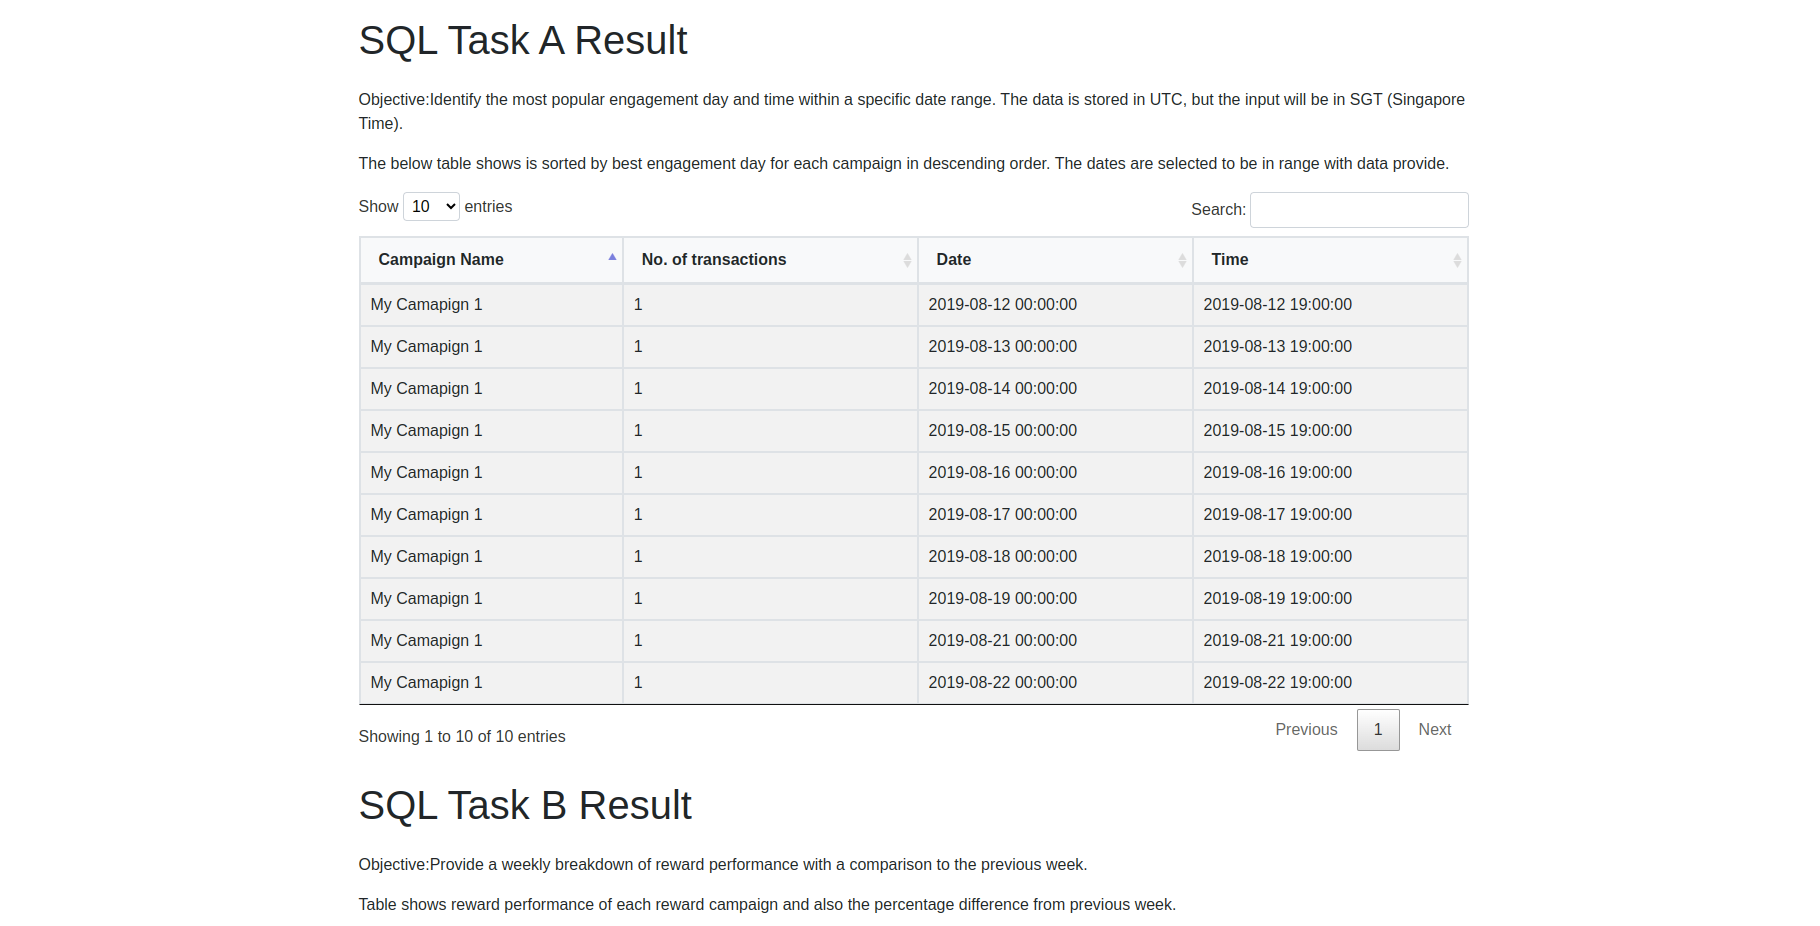 SQL Task A Result
Objective:Identify the most popular engagement day and time within a specific date range. The data is stored in UTC, but the input will be in SGT (Singapore
Time).
The below table shows is sorted by best engagement day for each campaign in descending order. The dates are selected to be in range with data provide.
Show 10 entries
Search:
Campaign Name No. of transactions Date Time
My Camapign 1 1 2019-08-12 00:00:00 2019-08-12 19:00:00
My Camapign 1 1 2019-08-13 00:00:00 2019-08-13 19:00:00
My Camapign 1 1 2019-08-14 00:00:00 2019-08-14 19:00:00
My Camapign 1 1 2019-08-15 00:00:00 2019-08-15 19:00:00
My Camapign 1 1 2019-08-16 00:00:00 2019-08-16 19:00:00
My Camapign 1 1 2019-08-17 00:00:00 2019-08-17 19:00:00
My Camapign 1 1 2019-08-18 00:00:00 2019-08-18 19:00:00
My Camapign 1 1 2019-08-19 00:00:00 2019-08-19 19:00:00
My Camapign 1 1 2019-08-21 00:00:00 2019-08-21 19:00:00
My Camapign 1 1 2019-08-22 00:00:00 2019-08-22 19:00:00
Showing 1 to 10 of 10 entries
Previous 1 Next
SQL Task B Result
Objective:Provide a weekly breakdown of reward performance with a comparison to the previous week.
Table shows reward performance of each reward campaign and also the percentage difference from previous week.